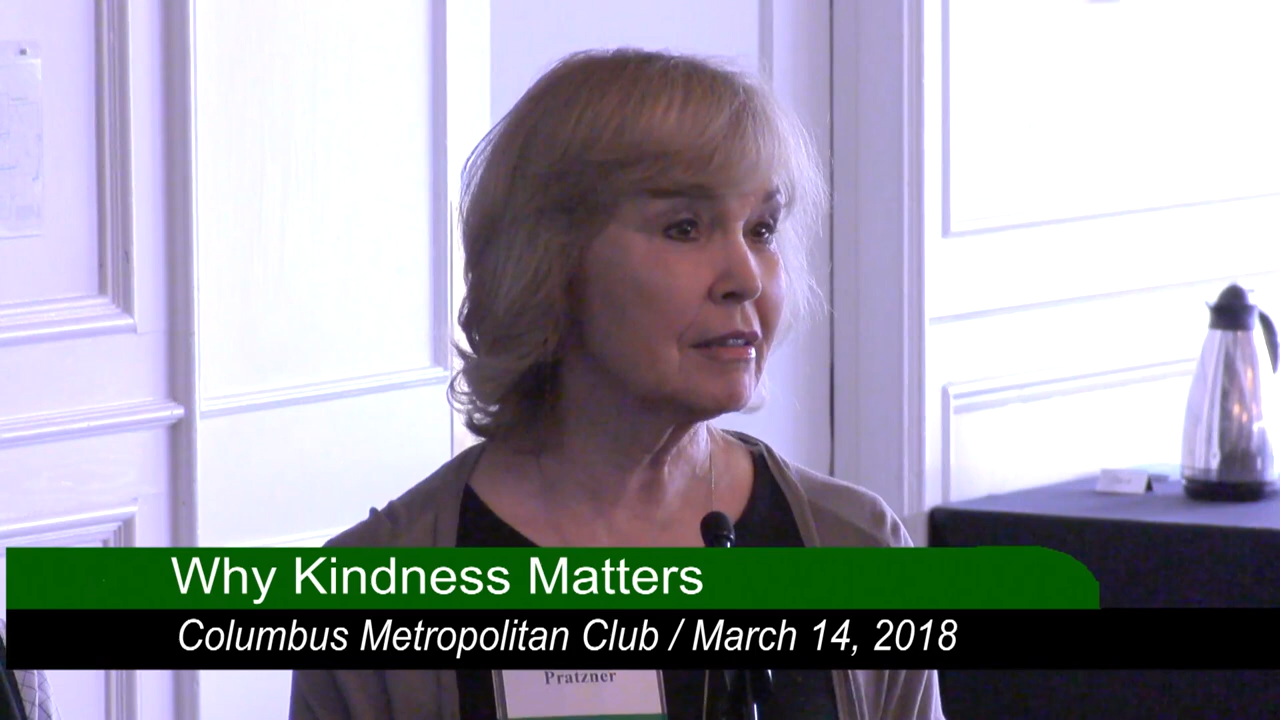 Why Kindness Matters
Columbus Metropolitan Club / March 14, 2018
Pratzner